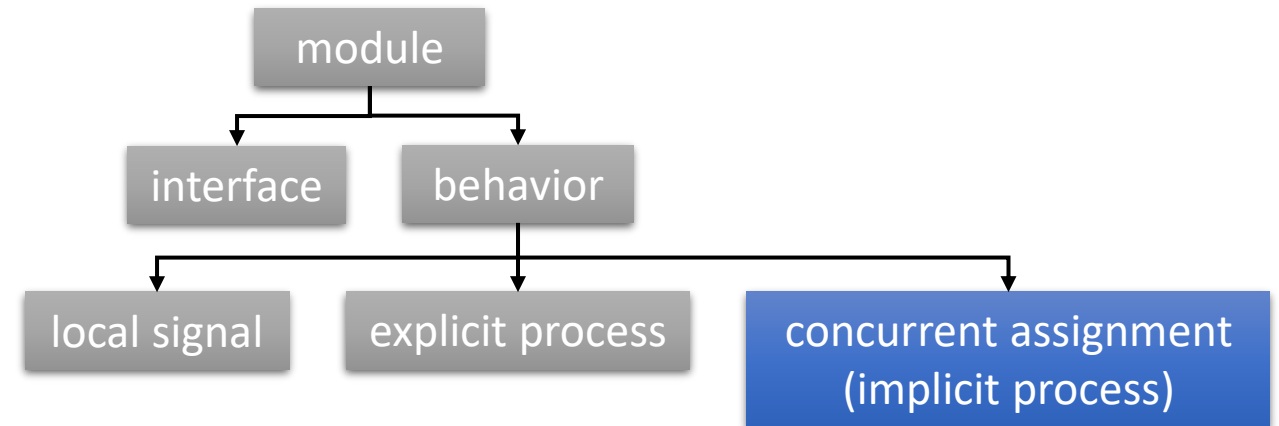 module
interface
behavior
local signal
explicit process
concurrent assignment
(implicit process)